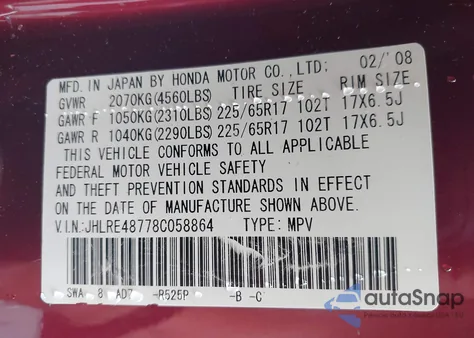 MFD. IN JAPAN BY HONDA MOTOR CO., LTD: 02/'08
GVWR 2070KG(4560LBS) TIRE SIZE RIM SIZE
GAWR F 1050KG(2310LBS) 225/65R17 102T 17X6.5J
GAWR R 1040KG(2290LBS) 225/65R17 102T 17X6.5J
THIS VEHICLE CONFORMS TO ALL APPLICABLE
FEDERAL MOTOR VEHICLE SAFETY
AND THEFT PREVENTION STANDARDS IN EFFECT
ON THE DATE OF MANUFACTURE SHOWN ABOVE.
V.I.N:JHLRE48778C058864 TYPE: MPV
SWA 8 AD7 -R525P -B -C
autoSnap